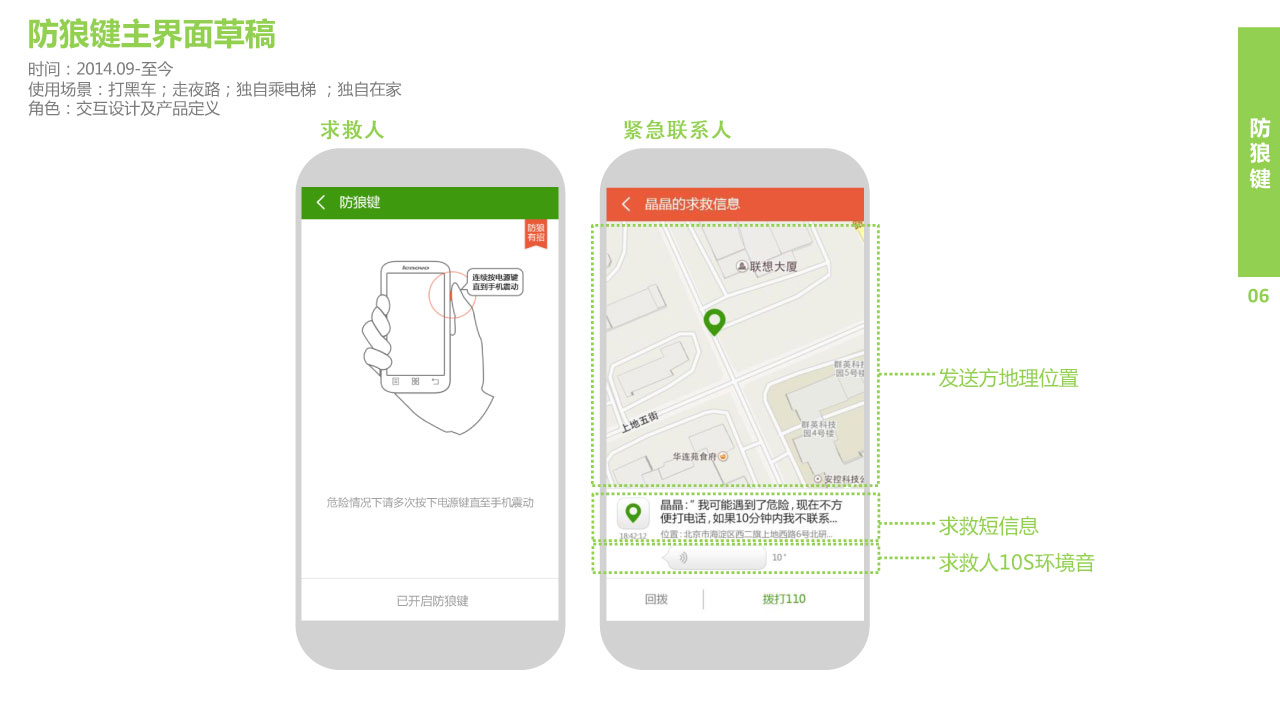 防狼键主界面草稿
时间：2014.09-至今
使用场景：打黑车；走夜路；独自乘电梯 ；独自在家
角色：交互设计及产品定义
求救人
防狼键
防狼
有招
lenovo
连续按电源键
直到手机震动
危险情况下请多次按下电源键直至手机震动
已开启防狼键
紧急联系人
晶晶的求救信息
联想大厦
群英科技
园5号楼
上地五街
群英科技
园4号楼
华连苑食府
安控科技公
晶晶：“ 我可能遇到了危险，现在不方
便打电话，如果10分钟内我不联系...
18:42:12
位置：北京市海淀区西二旗上地西路6号北研...
10"
回拨
拨打110
发送方地理位置
求救短信息
求救人10S环境音
防狼键
06